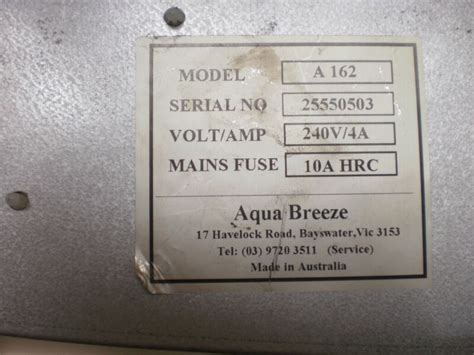 MODEL A 162
SERIAL NO 25550503
VOLT/AMP 240V/4A
MAINS FUSE 10A HRC
Aqua Breeze
17 Havelock Road, Bayswater,Vic 3153
Tel: (03) 9720 3511 (Service)
Made in Australia